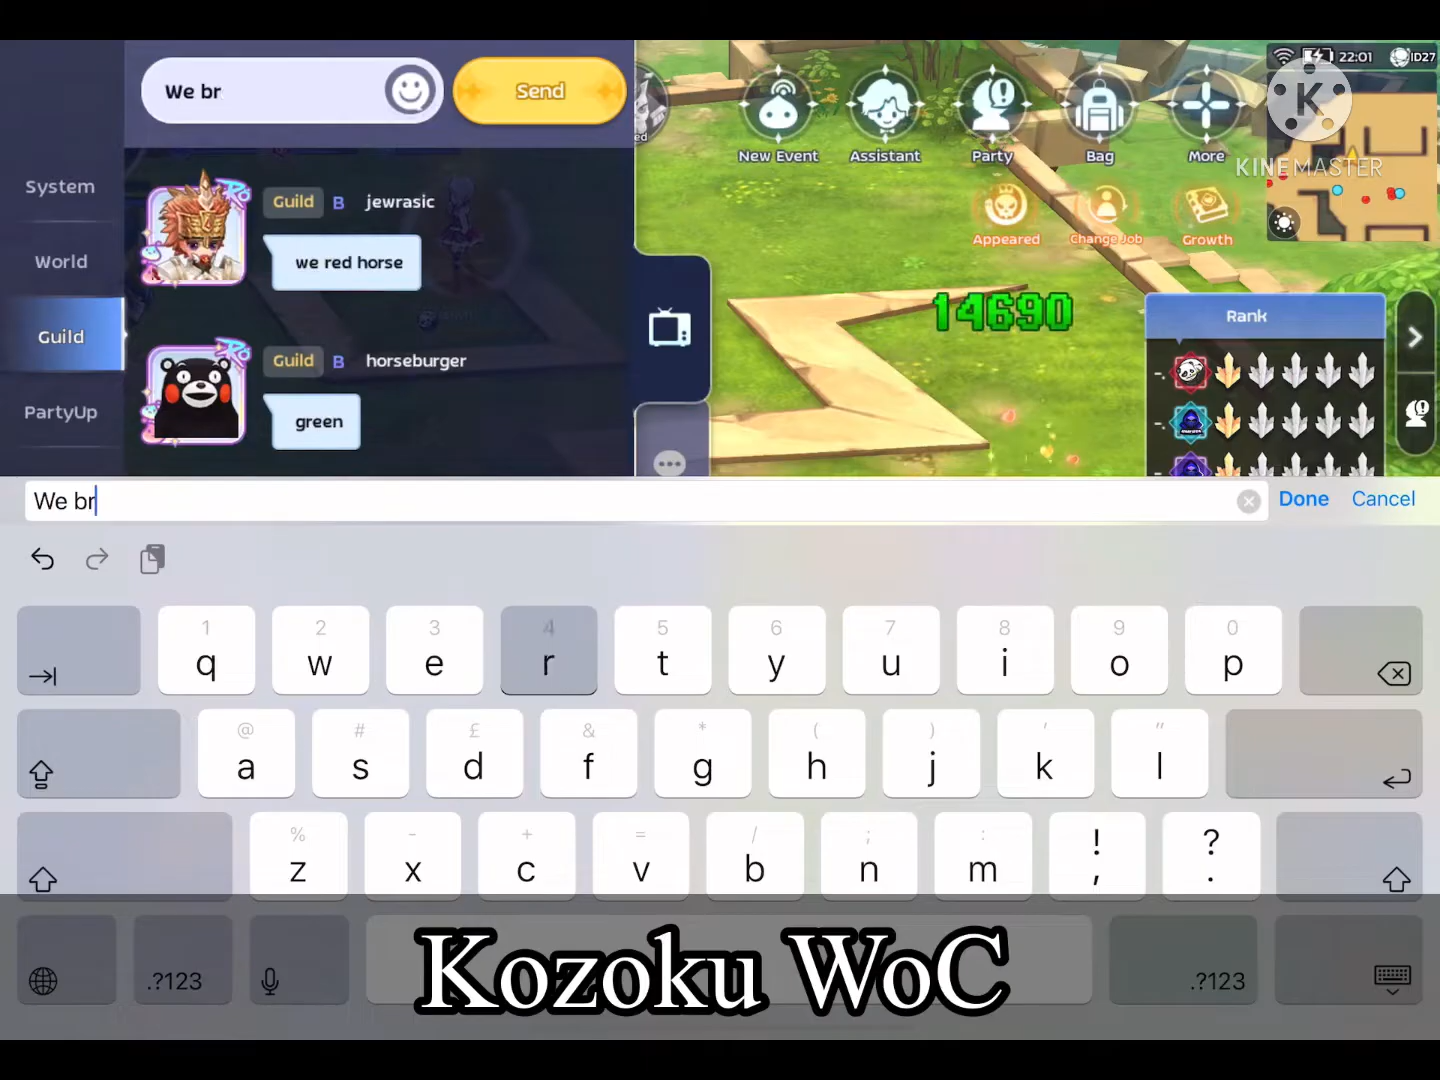 We br
Send
System
World
Guild
PartyUp
Guild B jewrasic
we red horse
Guild B horseburger
green
New Event
Assistant
Party
Bag
More
22:01
ID27
K
KINEMASTER
Appeared
Change Job
Growth
14690
Rank
We br
Done
Cancel
1 2 3 4 5 6 7 8 9 0
q w e r t y u i o p
@ # £ & * ( ) ' "
a s d f g h j k l
% - + = / ; : ! ?
z x c v b n m , .
.?123
.?123
Kozoku WoC